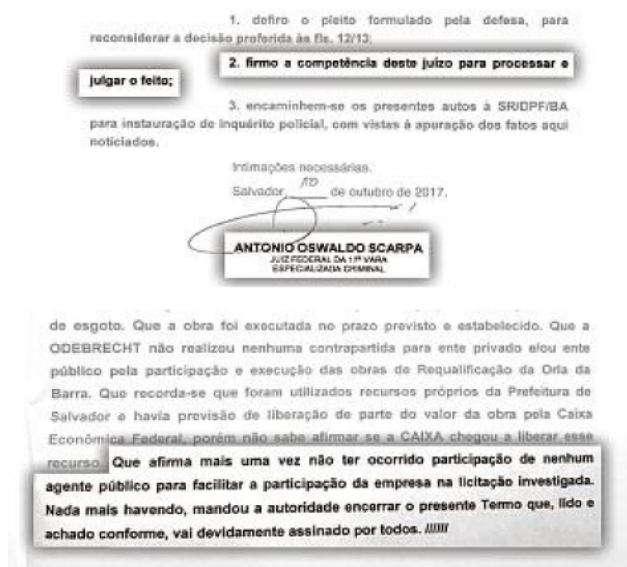 1. defiro o pleito formulado pela defesa, para
reconsiderar a decisão proferida às fls. 12/13;
2. firmo a competência deste juízo para processar e
julgar o feito;
3. encaminhem-se os presentes autos à SR/DPF/BA
para instauração de inquérito policial, com vistas à apuração dos fatos aqui
noticiados.
Intimações necessárias.
Salvador, 10 de outubro de 2017.
ANTONIO OSWALDO SCARPA
JUIZ FEDERAL DA 17ª VARA
ESPECIALIZADA CRIMINAL
de esgoto. Que a obra foi executada no prazo previsto e estabelecido. Que a
ODEBRECHT não realizou nenhuma contrapartida para ente privado e/ou ente
público pela participação e execução das obras de Requalificação da Orla da
Barra. Que recorda-se que foram utilizados recursos próprios da Prefeitura de
Salvador e havia previsão de liberação de parte do valor da obra pela Caixa
Econômica Federal, porém não sabe afirmar se a CAIXA chegou a liberar esse
recurso. Que afirma mais uma vez não ter ocorrido participação de nenhum
agente público para facilitar a participação da empresa na licitação investigada.
Nada mais havendo, mandou a autoridade encerrar o presente Termo que, lido e
achado conforme, vai devidamente assinado por todos. //////